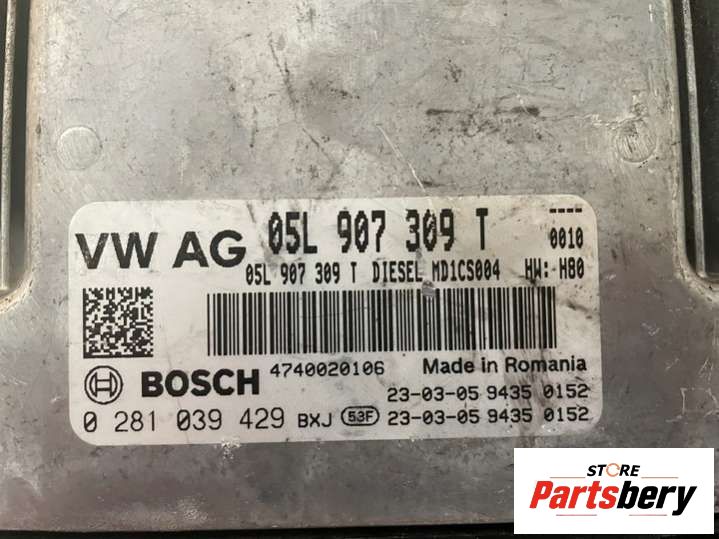 VW AG 05L 907 309 T ----
0010
05L 907 309 T DIESEL MD1CS004 HW: H80
4740020106 Made in Romania
BOSCH 23-03-05 9435 0152
0 281 039 429 BXJ 53F 23-03-05 9435 0152
STORE
Partsbery